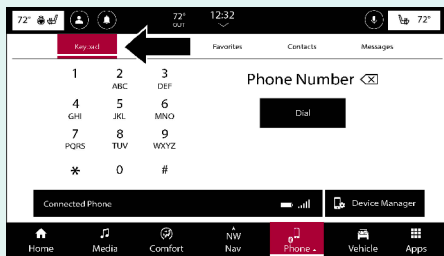 72° 72° OUT 12:32 72°
Keypad Favorites Contacts Messages
1 2 ABC 3 DEF
Phone Number
4 GHI 5 JKL 6 MNO
Dial
7 PQRS 8 TUV 9 WXYZ
* 0 #
Connected Phone Device Manager
Home Media Comfort NW Nav Phone Vehicle Apps